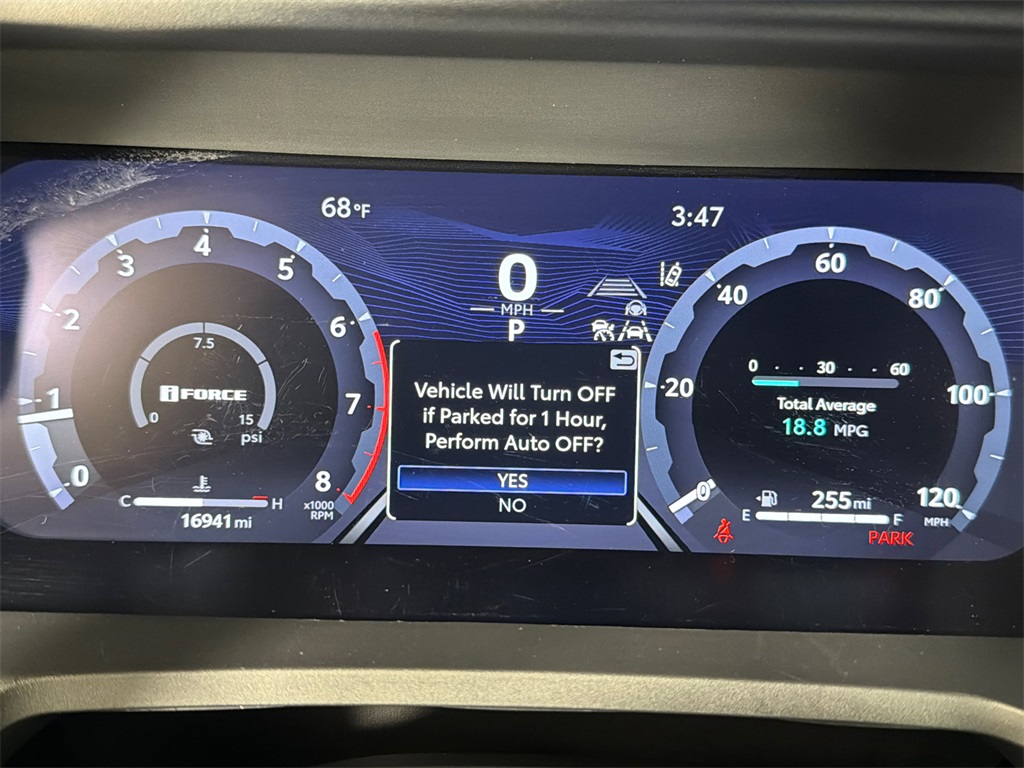 68°F
3:47
0
MPH
P
0
1
2
3
4
5
6
7
8
x1000
RPM
7.5
iFORCE
0
15
psi
C
H
16941 mi
Vehicle Will Turn OFF
if Parked for 1 Hour,
Perform Auto OFF?
YES
NO
0
20
40
60
80
100
120
MPH
0 30 60
Total Average
18.8 MPG
255 mi
E
F
PARK